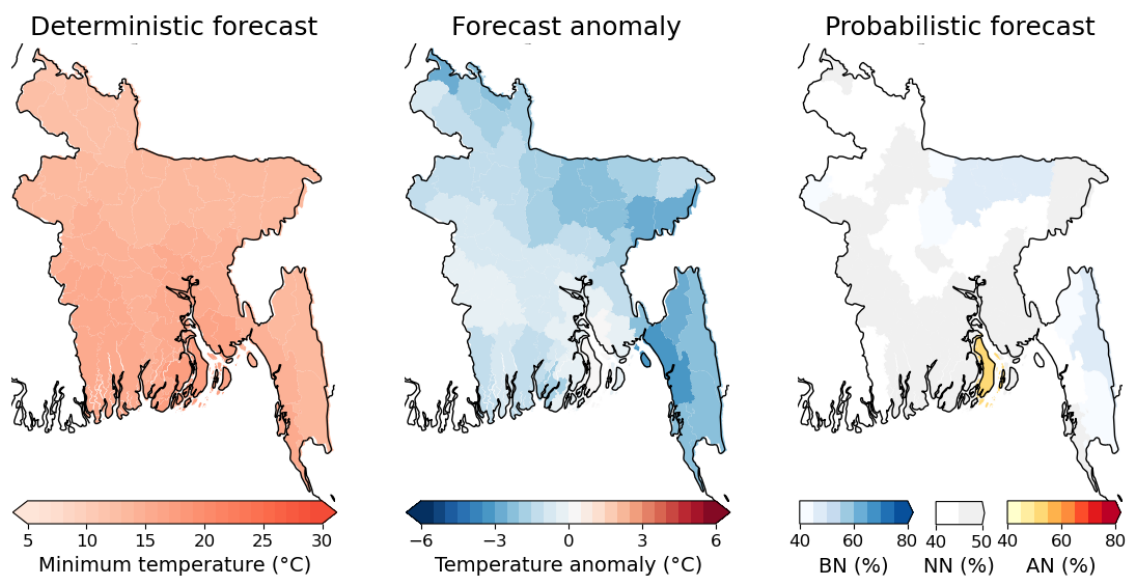 Deterministic forecast
Forecast anomaly
Probabilistic forecast
5 10 15 20 25 30
Minimum temperature (°C)
−6 −3 0 3 6
Temperature anomaly (°C)
40 60 80
BN (%)
40 50
NN (%)
40 60 80
AN (%)